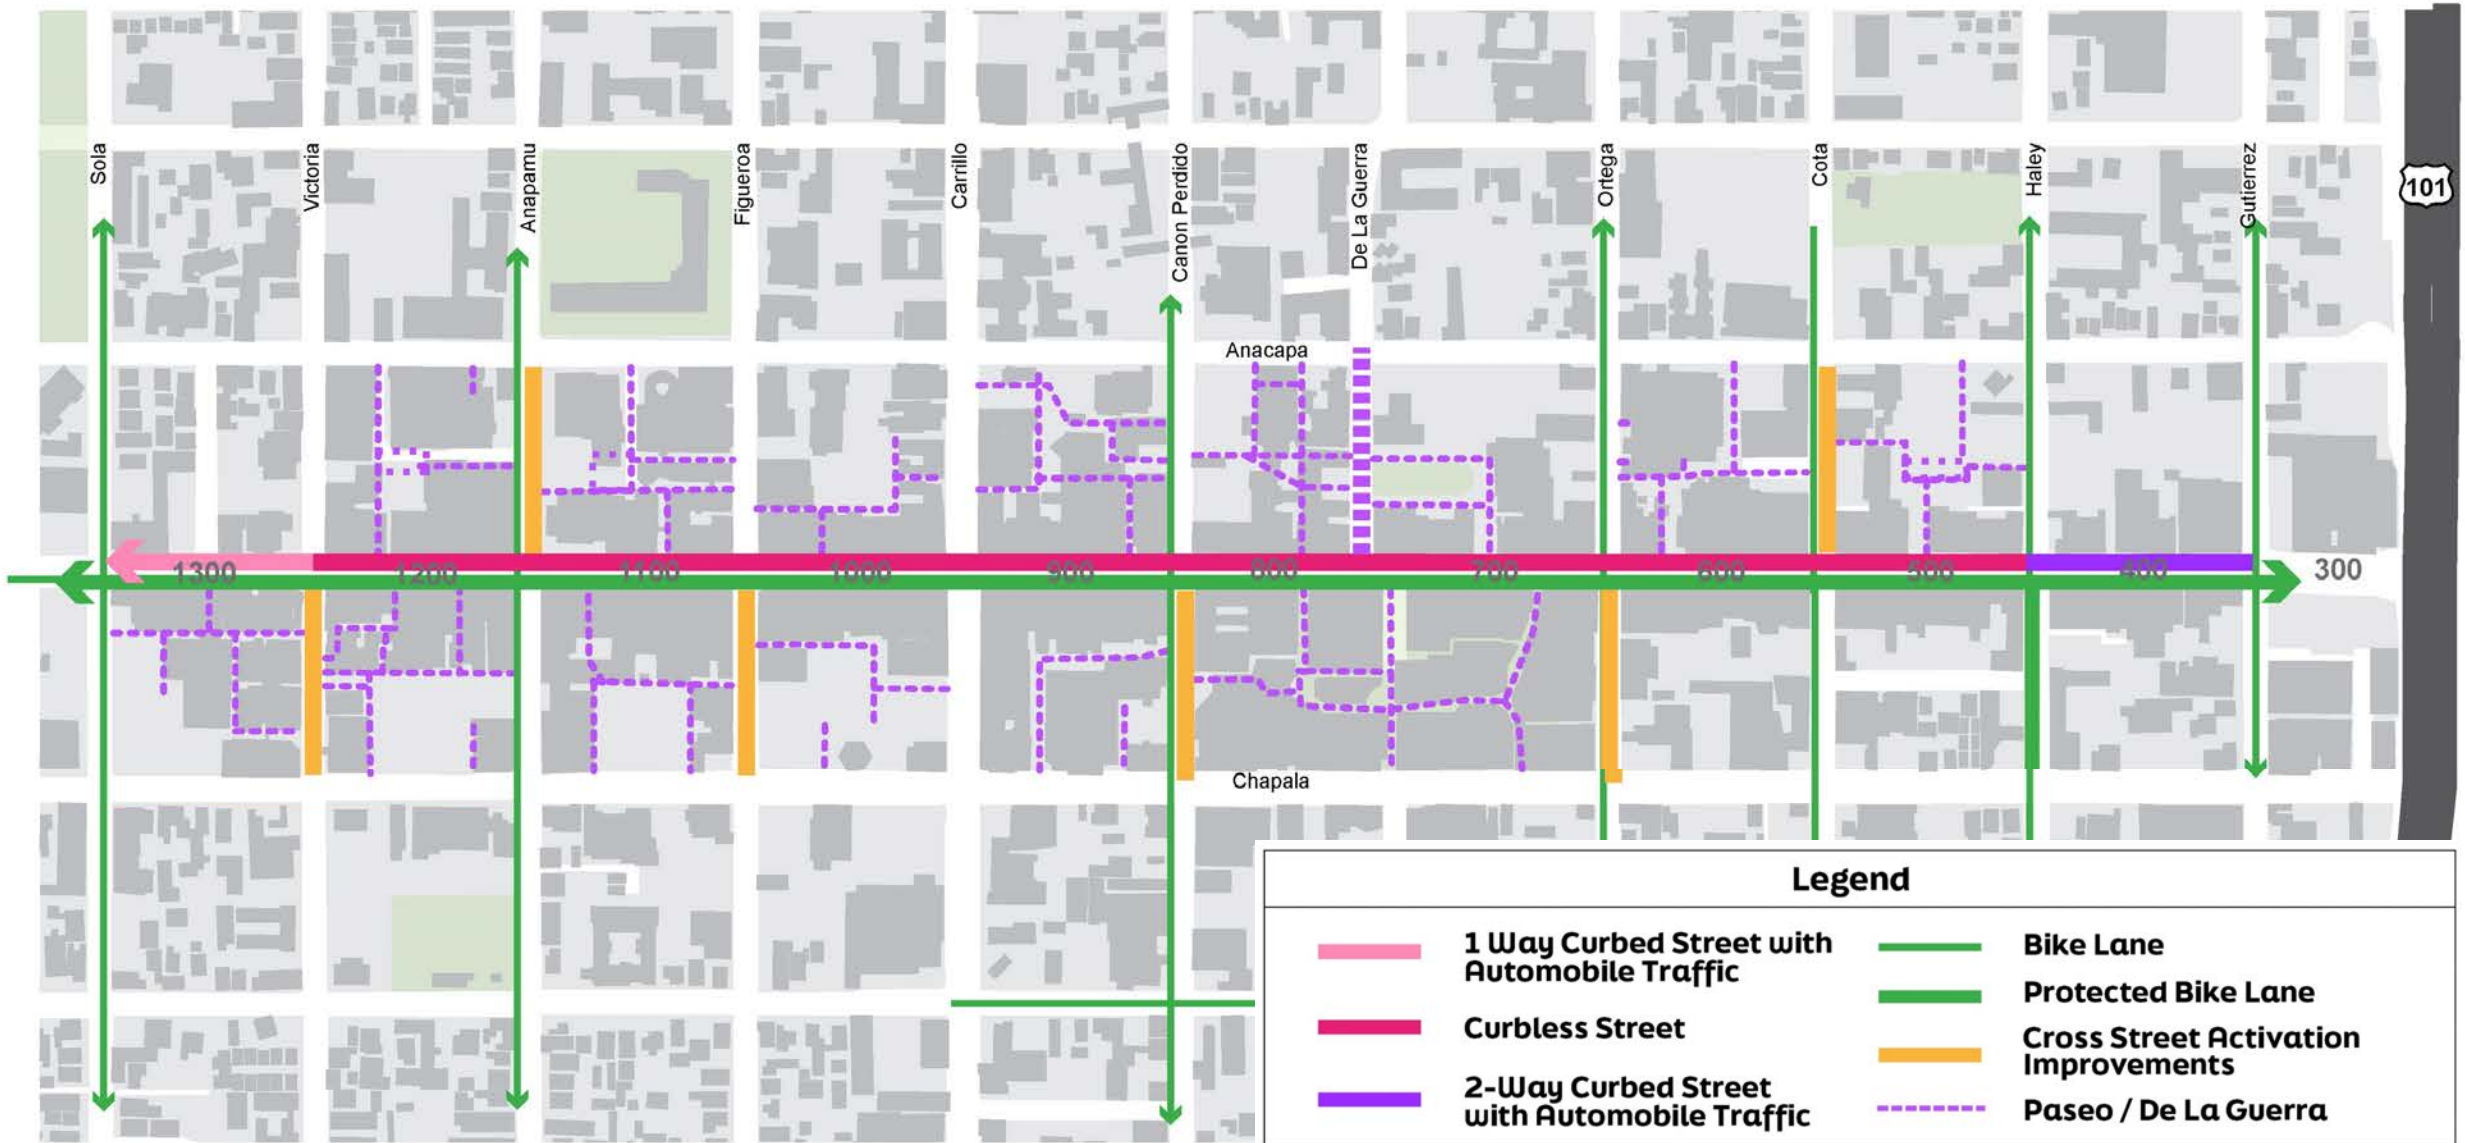 Sola
Victoria
Anapamu
Figueroa
Carrillo
Canon Perdido
De La Guerra
Ortega
Cota
Haley
Gutierrez
101
Anacapa
1300
1200
1100
1000
900
800
700
600
500
400
300
Chapala
Legend
1 Way Curbed Street with
Automobile Traffic
Curbless Street
2-Way Curbed Street
with Automobile Traffic
Bike Lane
Protected Bike Lane
Cross Street Activation
Improvements
Paseo / De La Guerra